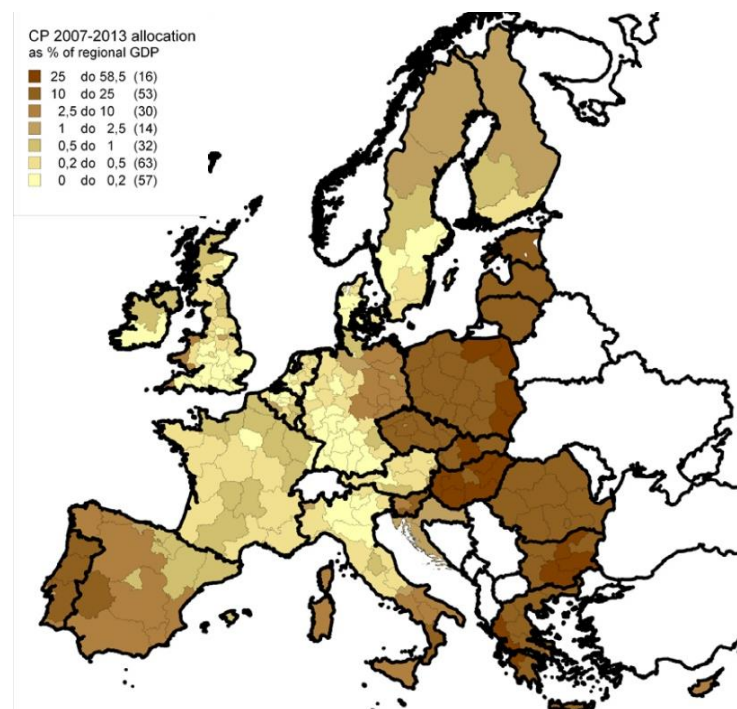 CP 2007-2013 allocation
as % of regional GDP
25 do 58,5 (16)
10 do 25 (53)
2,5 do 10 (30)
1 do 2,5 (14)
0,5 do 1 (32)
0,2 do 0,5 (63)
0 do 0,2 (57)